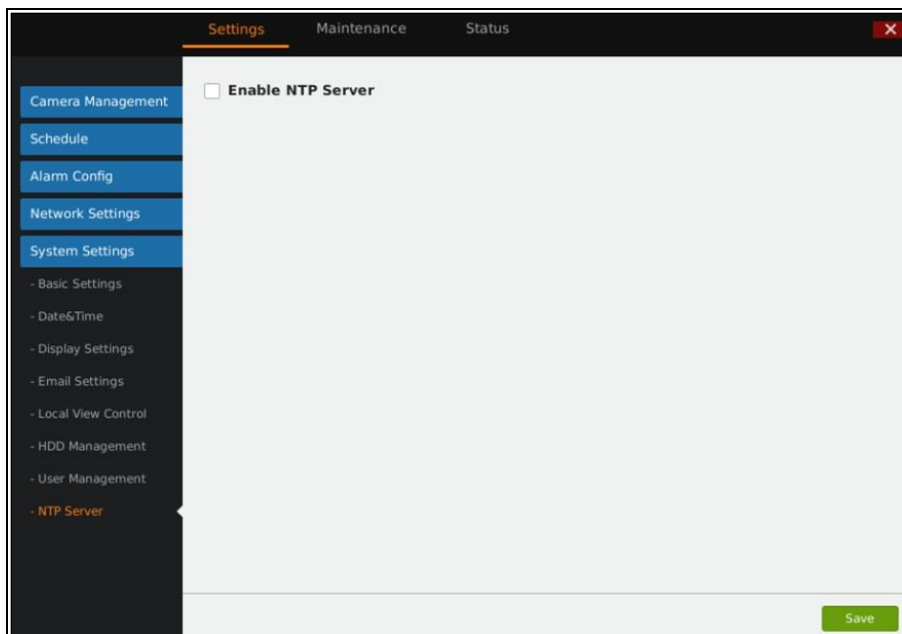 Settings Maintenance Status
Enable NTP Server
Camera Management
Schedule
Alarm Config
Network Settings
System Settings
- Basic Settings
- Date&Time
- Display Settings
- Email Settings
- Local View Control
- HDD Management
- User Management
- NTP Server
Save